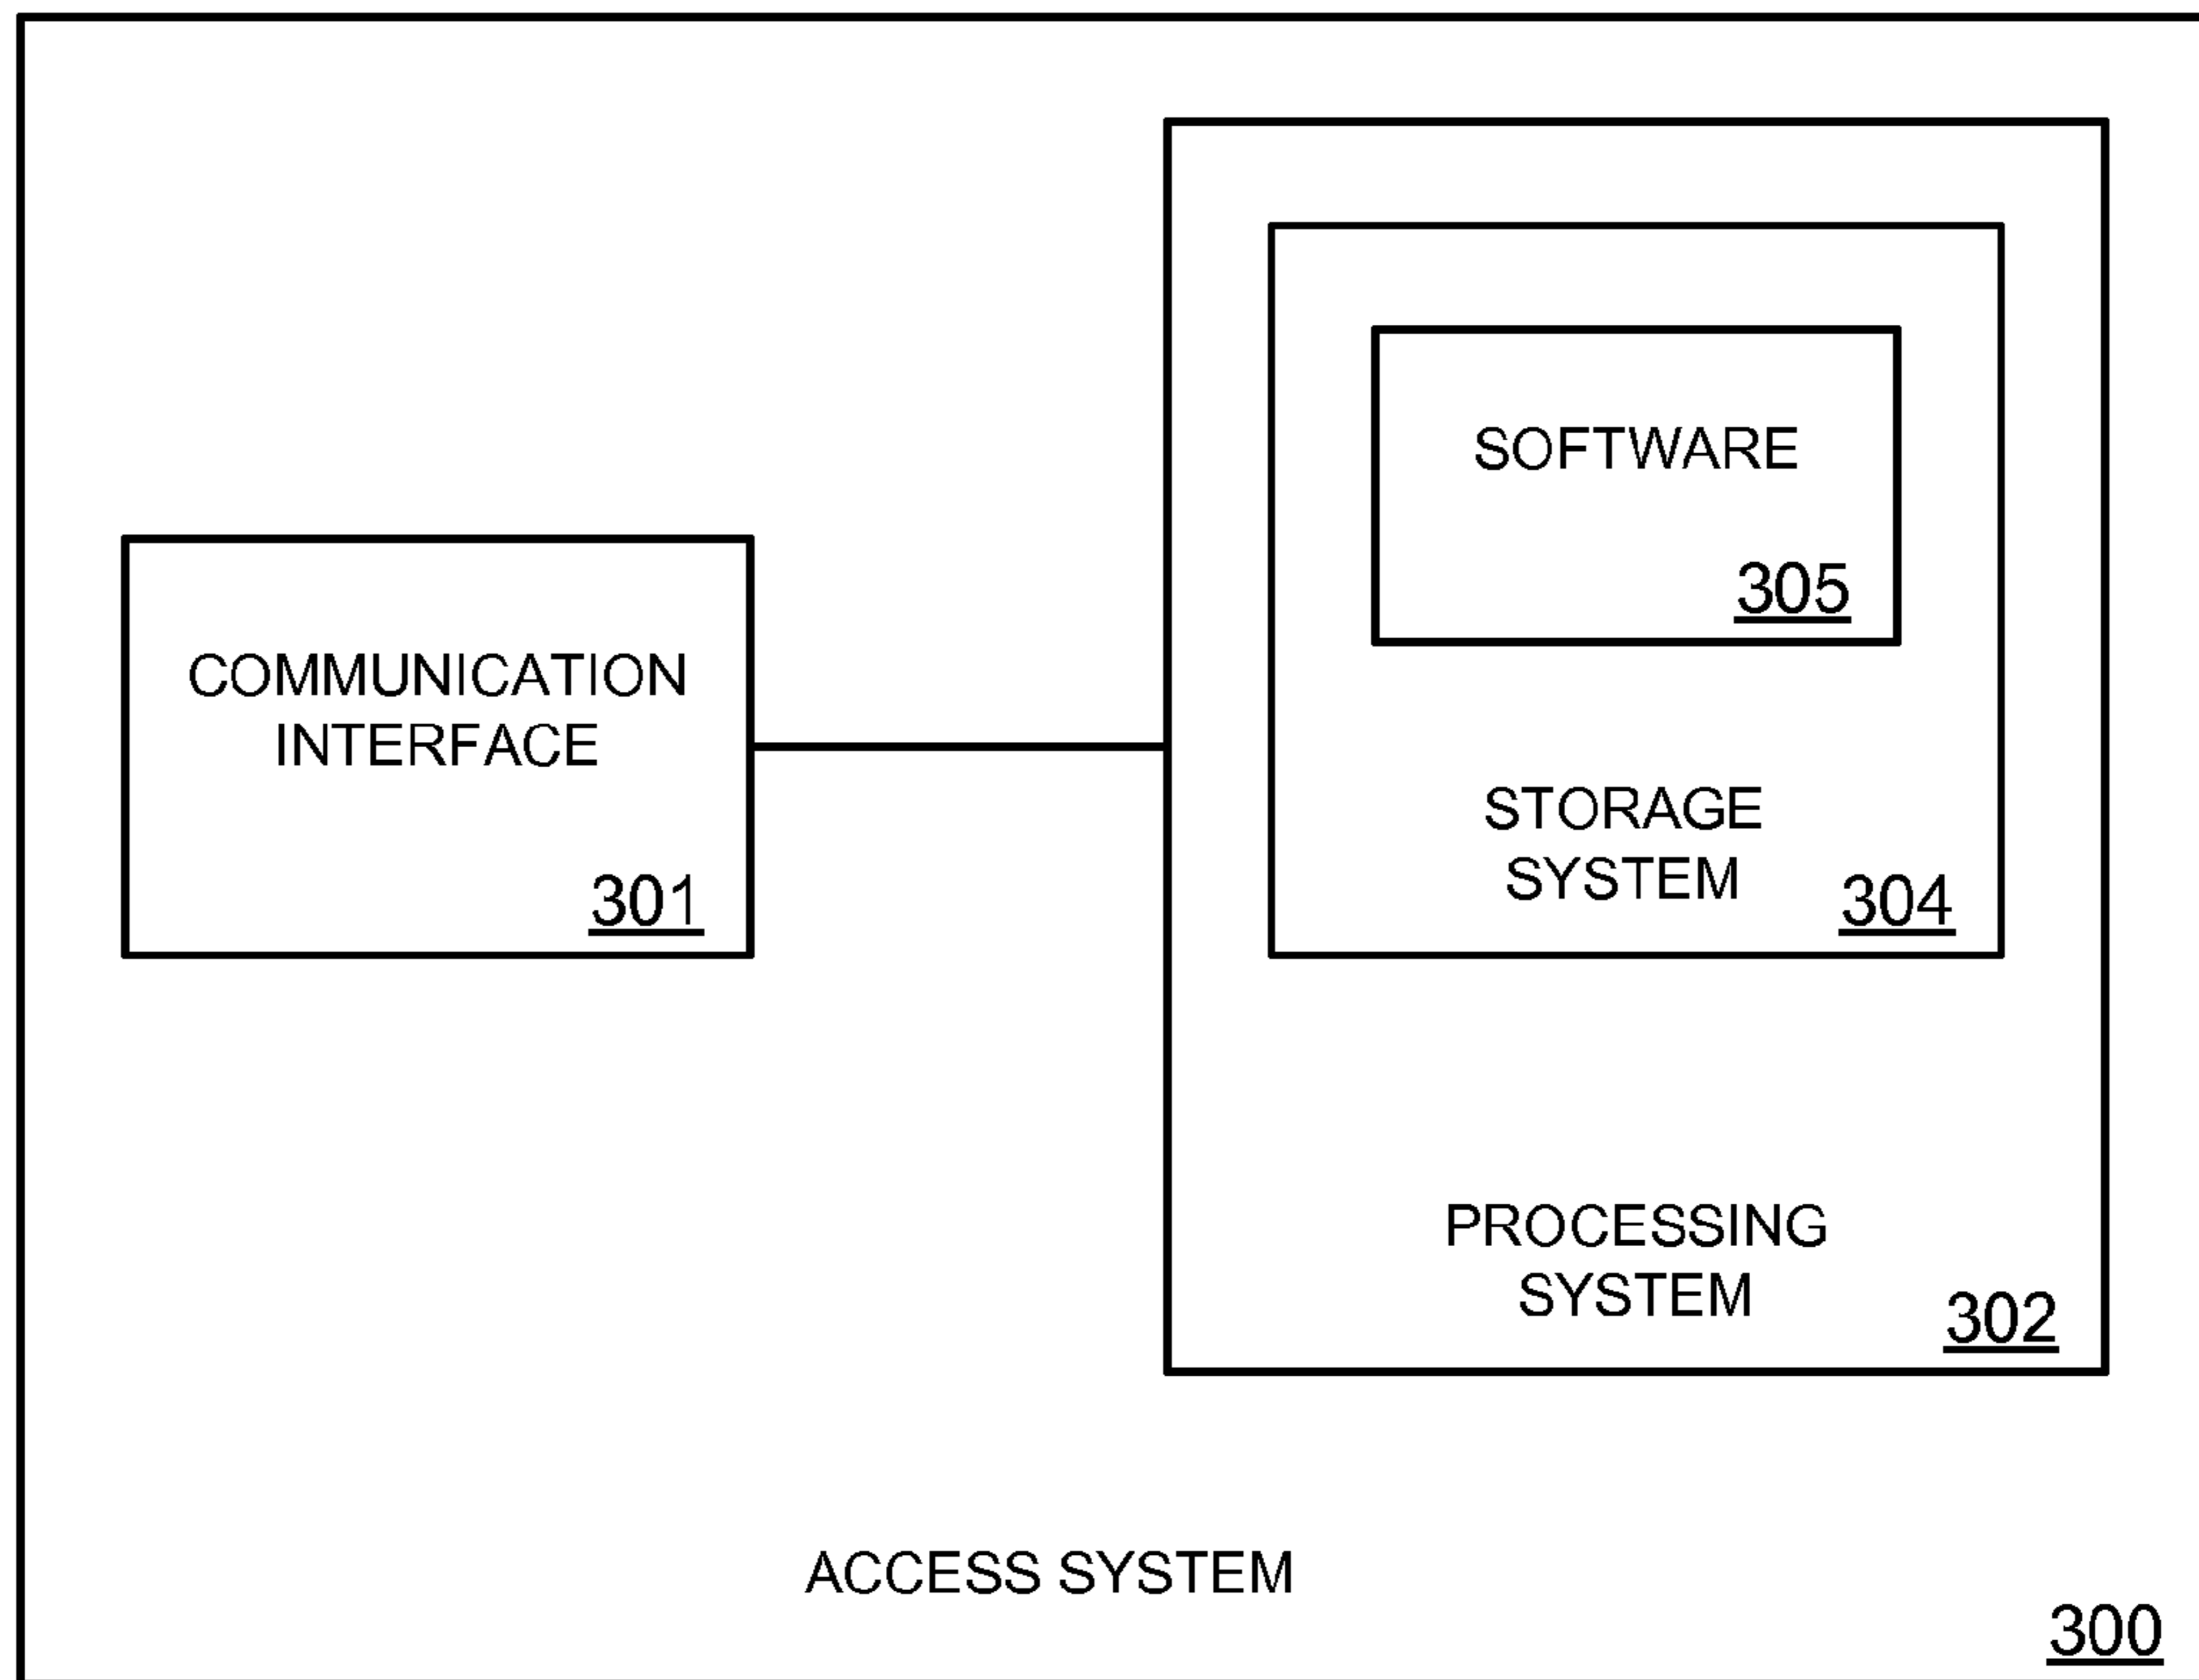 SOFTWARE
305
COMMUNICATION
INTERFACE
301
STORAGE
SYSTEM
304
PROCESSING
SYSTEM
302
ACCESS SYSTEM
300